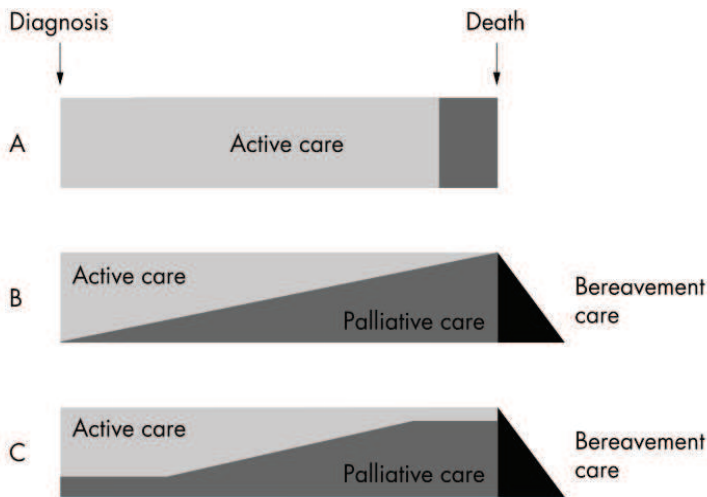 Diagnosis Death
A Active care
B Active care
Palliative care
Bereavement
care
C Active care
Palliative care
Bereavement
care